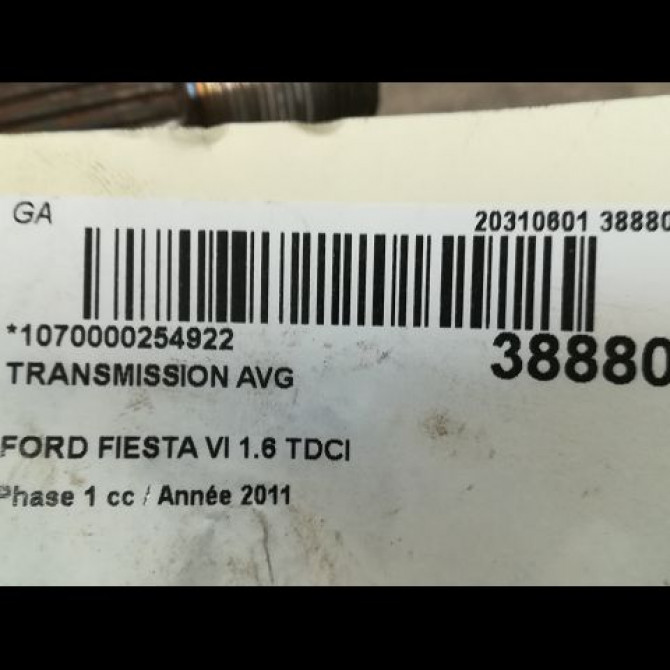 GA
20310601 38880
*1070000254922
38880
TRANSMISSION AVG
FORD FIESTA VI 1.6 TDCI
Phase 1 cc / Année 2011